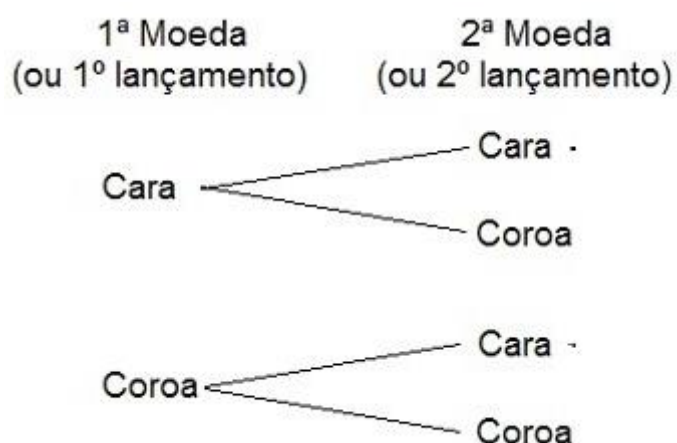 1ª Moeda 2ª Moeda
(ou 1º lançamento) (ou 2º lançamento)
Cara
Cara
Coroa
Cara
Coroa
Coroa